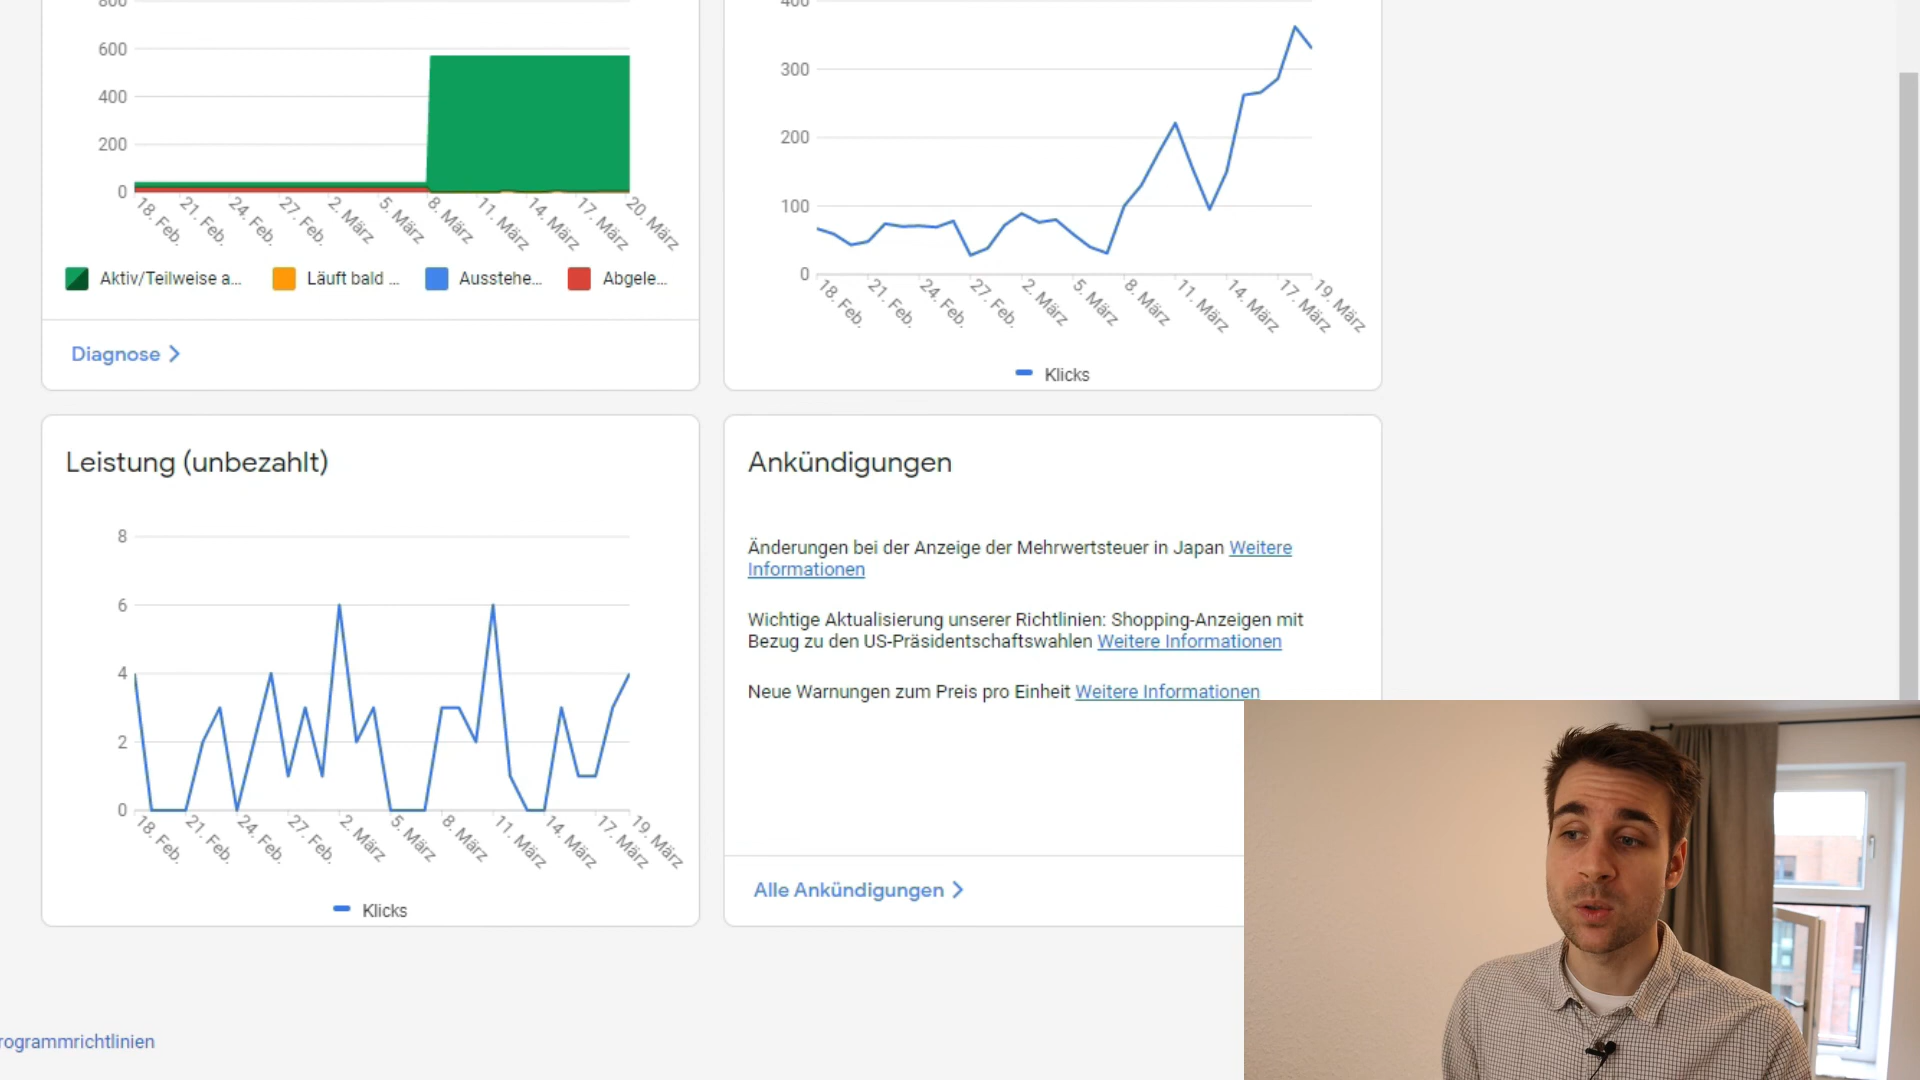 800
600
400
200
0
18. Feb.
21. Feb.
24. Feb.
27. Feb.
2. März
5. März
8. März
11. März
14. März
17. März
20. März
Aktiv/Teilweise a...
Läuft bald ...
Ausstehe...
Abgele...
Diagnose
400
300
200
100
0
18. Feb.
21. Feb.
24. Feb.
27. Feb.
2. März
5. März
8. März
11. März
14. März
17. März
19. März
Klicks
Leistung (unbezahlt)
8
6
4
2
0
18. Feb.
21. Feb.
24. Feb.
27. Feb.
2. März
5. März
8. März
11. März
14. März
17. März
19. März
Klicks
Ankündigungen
Änderungen bei der Anzeige der Mehrwertsteuer in Japan Weitere
Informationen
Wichtige Aktualisierung unserer Richtlinien: Shopping-Anzeigen mit
Bezug zu den US-Präsidentschaftswahlen Weitere Informationen
Neue Warnungen zum Preis pro Einheit Weitere Informationen
Alle Ankündigungen
rogrammrichtlinien